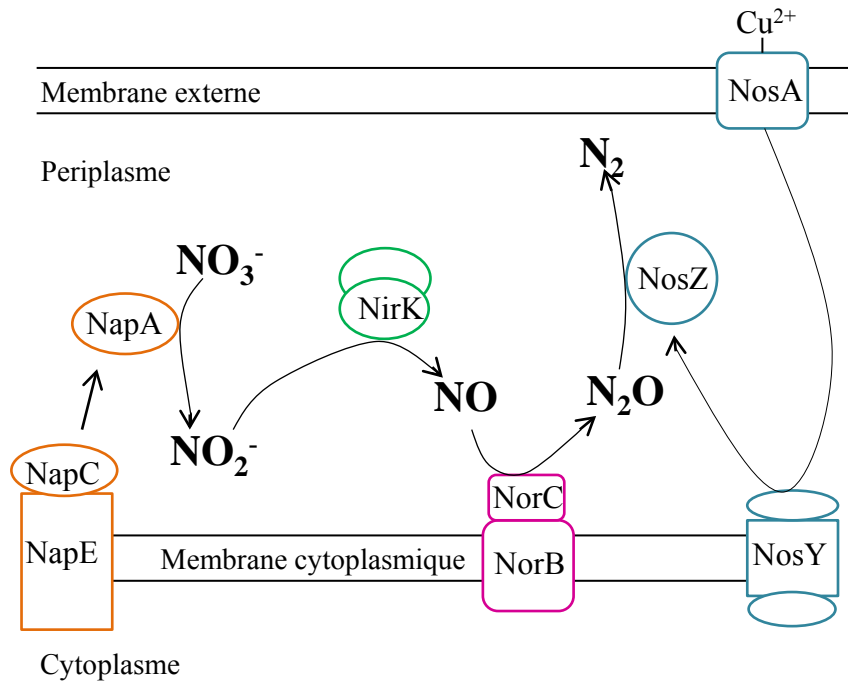 Cu²⁺
NosA
Membrane externe
N₂
Periplasme
NO₃⁻
NosZ
NirK
NapA
NO
N₂O
NO₂⁻
NapC
NorC
NapE
Membrane cytoplasmique
NorB
NosY
Cytoplasme